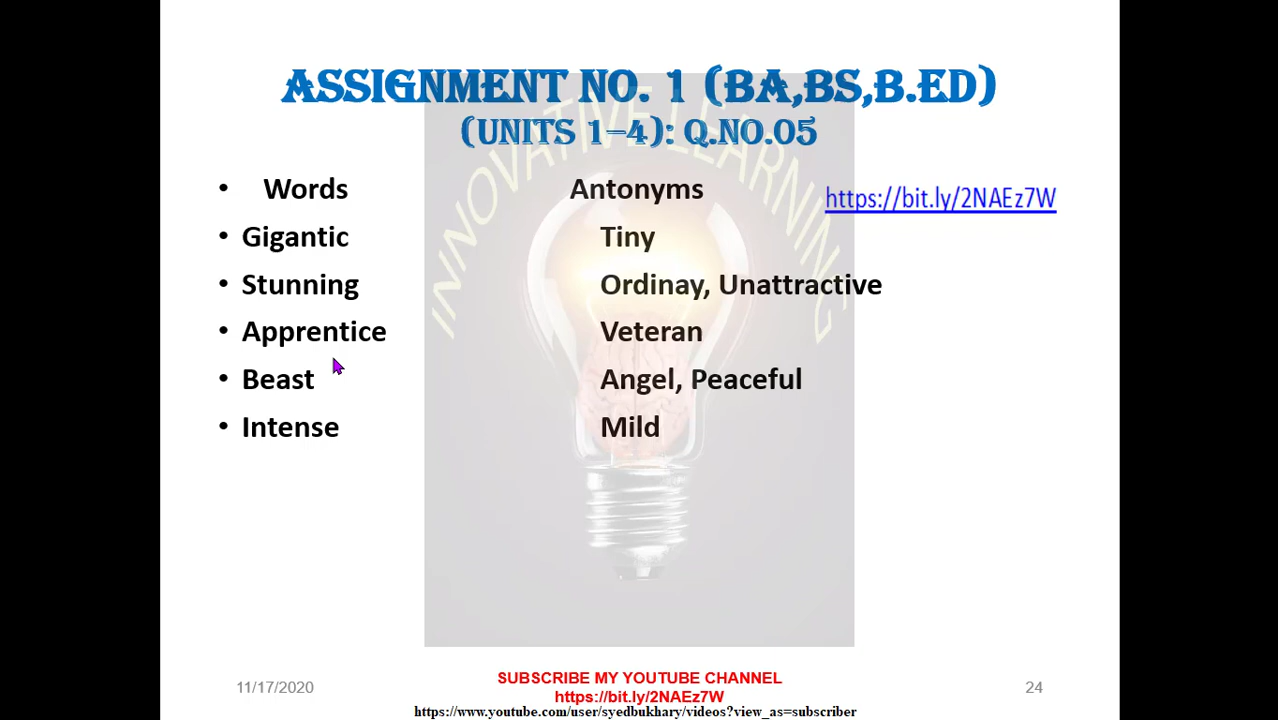 ASSIGNMENT NO. 1 (BA,BS,B.ED)
(UNITS 1–4): Q.NO.05
INNOVATIVE LEARNING
• Words Antonyms https://bit.ly/2NAEz7W
• Gigantic Tiny
• Stunning Ordinay, Unattractive
• Apprentice Veteran
• Beast Angel, Peaceful
• Intense Mild
11/17/2020 SUBSCRIBE MY YOUTUBE CHANNEL 24
https://bit.ly/2NAEz7W
https://www.youtube.com/user/syedbukhary/videos?view_as=subscriber